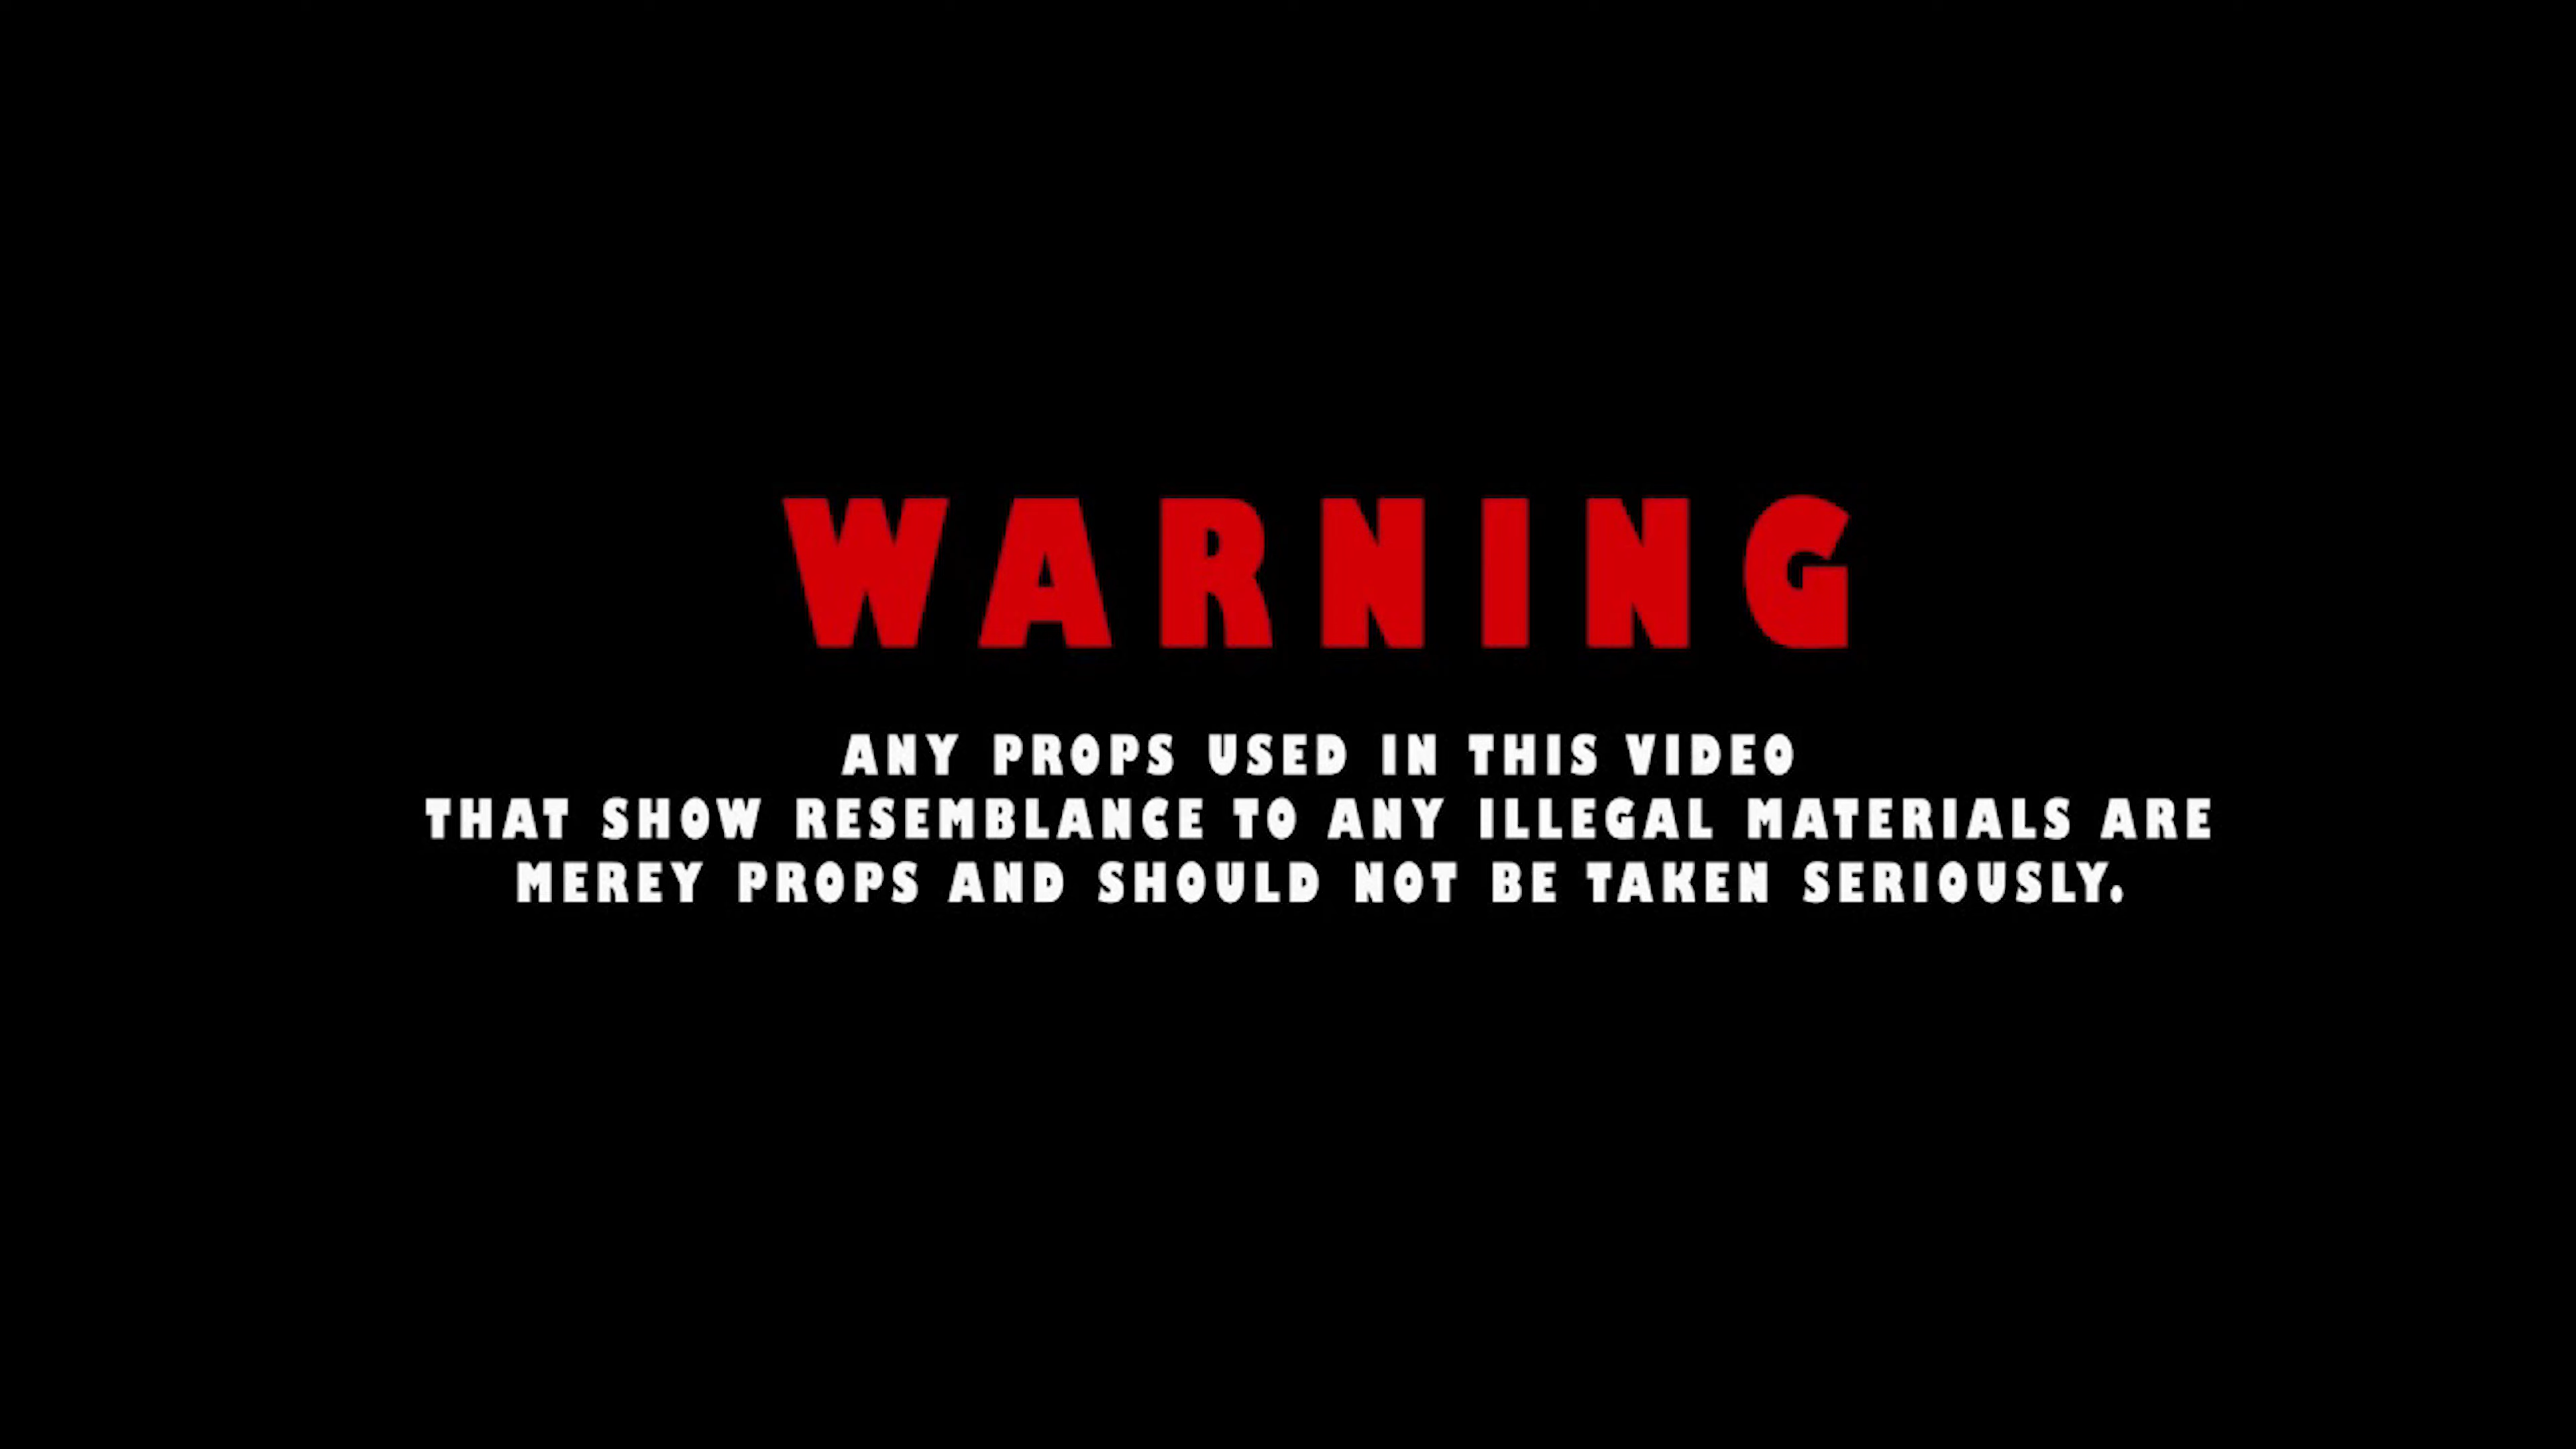 WARNING
ANY PROPS USED IN THIS VIDEO
THAT SHOW RESEMBLANCE TO ANY ILLEGAL MATERIALS ARE
MEREY PROPS AND SHOULD NOT BE TAKEN SERIOUSLY.